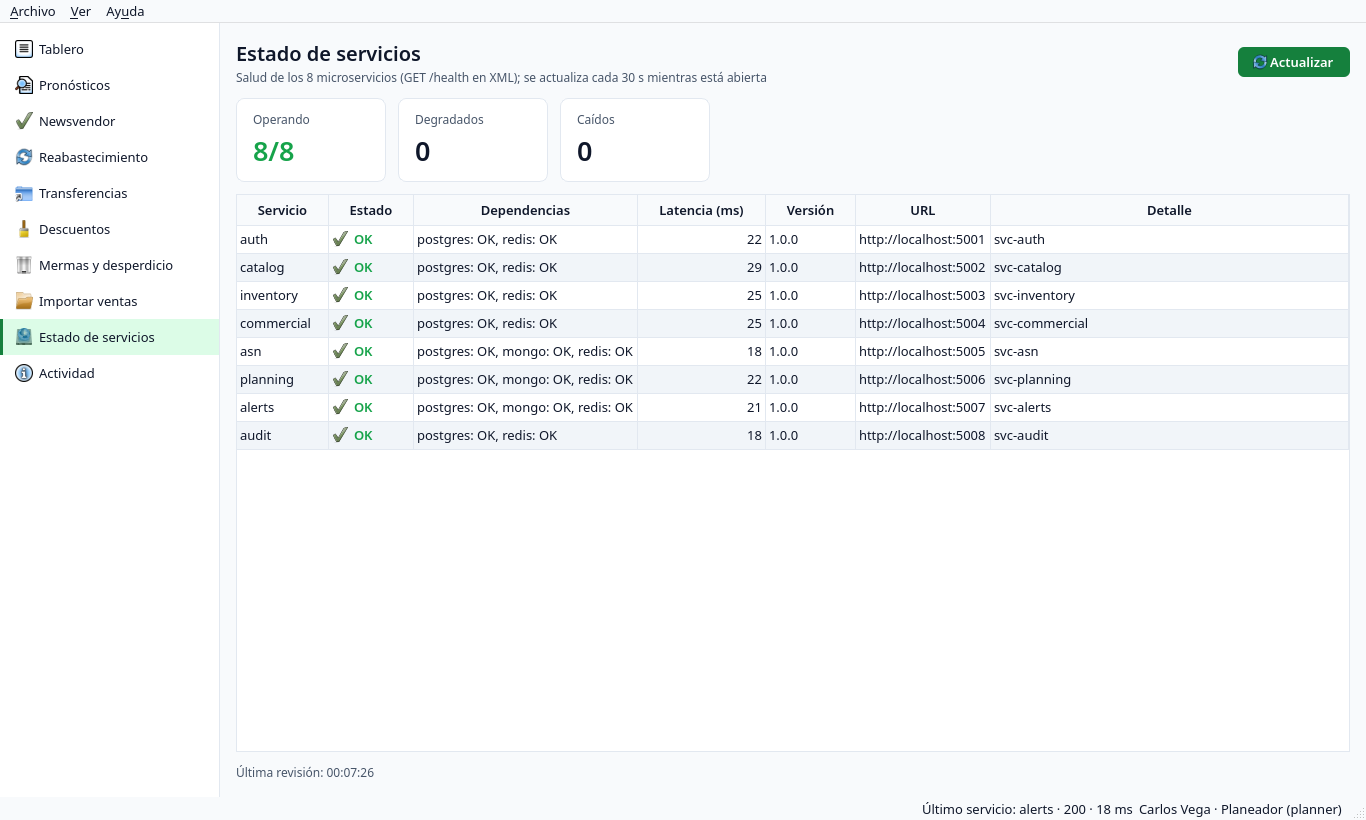 Archivo Ver Ayuda
Tablero
Pronósticos
Newsvendor
Reabastecimiento
Transferencias
Descuentos
Mermas y desperdicio
Importar ventas
Estado de servicios
Actividad
Estado de servicios
Salud de los 8 microservicios (GET /health en XML); se actualiza cada 30 s mientras está abierta
Actualizar
Operando
8/8
Degradados
0
Caídos
0
Servicio Estado Dependencias Latencia (ms) Versión URL Detalle
auth OK postgres: OK, redis: OK 22 1.0.0 http://localhost:5001 svc-auth
catalog OK postgres: OK, redis: OK 29 1.0.0 http://localhost:5002 svc-catalog
inventory OK postgres: OK, redis: OK 25 1.0.0 http://localhost:5003 svc-inventory
commercial OK postgres: OK, redis: OK 25 1.0.0 http://localhost:5004 svc-commercial
asn OK postgres: OK, mongo: OK, redis: OK 18 1.0.0 http://localhost:5005 svc-asn
planning OK postgres: OK, mongo: OK, redis: OK 22 1.0.0 http://localhost:5006 svc-planning
alerts OK postgres: OK, mongo: OK, redis: OK 21 1.0.0 http://localhost:5007 svc-alerts
audit OK postgres: OK, redis: OK 18 1.0.0 http://localhost:5008 svc-audit
Última revisión: 00:07:26
Último servicio: alerts · 200 · 18 ms Carlos Vega · Planeador (planner)